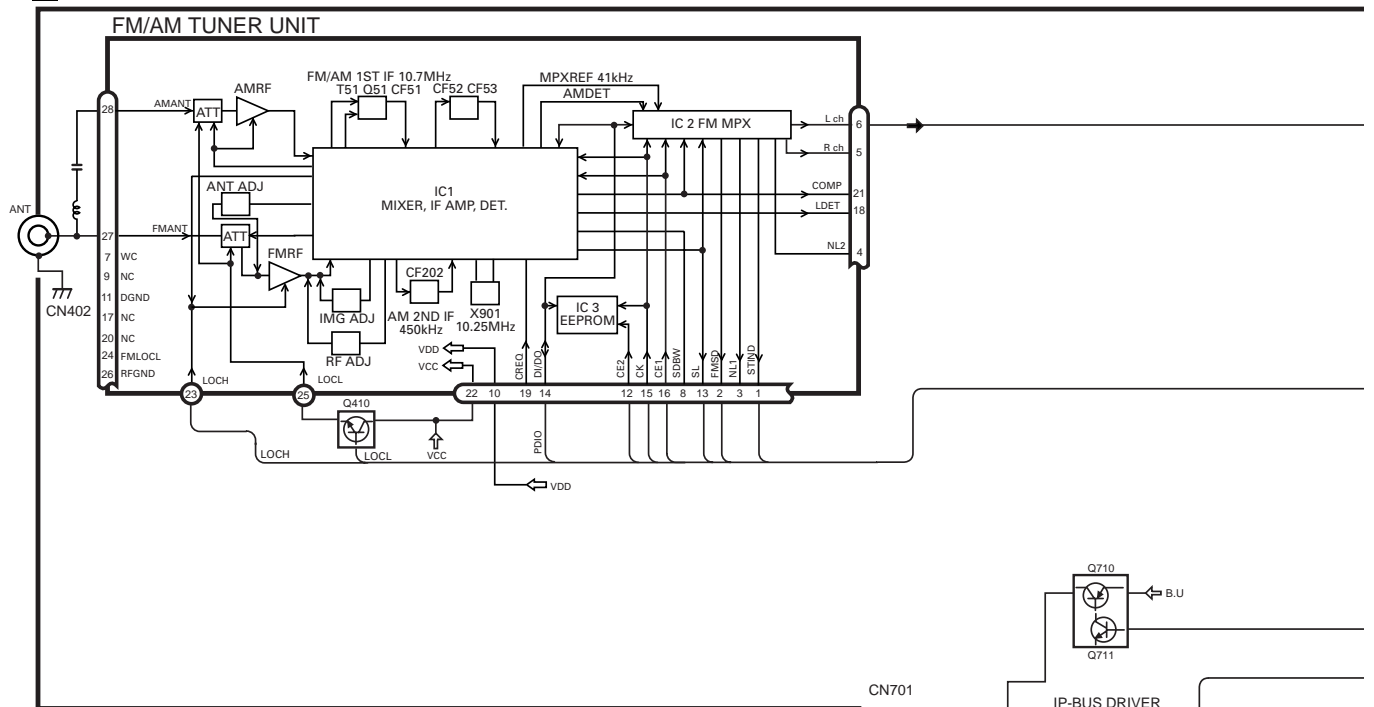 FM/AM TUNER UNIT
FM/AM 1ST IF 10.7MHz
T51 Q51 CF51
CF52 CF53
MPXREF 41kHz
AMDET
AMRF
AMANT
28
ATT
IC 2 FM MPX
L ch
6
R ch
5
ANT ADJ
IC1
MIXER, IF AMP, DET.
COMP
21
LDET
18
ANT
FMANT
27
ATT
NL2
4
FMRF
7 WC
9 NC
11 DGND
17 NC
20 NC
24 FMLOCL
26 RFGND
CN402
CF202
AM 2ND IF
450kHz
X901
10.25MHz
IC 3
EEPROM
IMG ADJ
RF ADJ
VDD
VCC
CREQ
DI/DO
CE2
CK
CE1
SDBW
SL
FMSD
NL1
STIND
LOCH
LOCL
23
25
22 10 19 14 12 15 16 8 13 2 3 1
Q410
LOCH
LOCL
VCC
PDIO
VDD
Q710
B.U
Q711
CN701
IP-BUS DRIVER